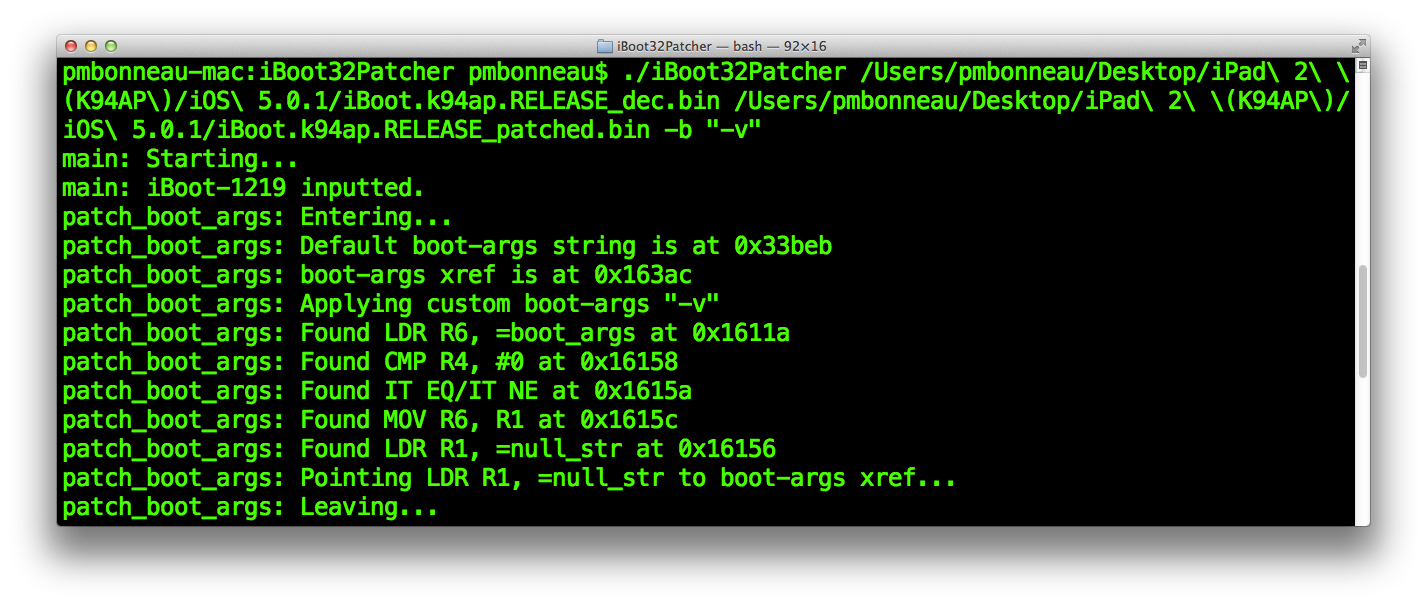 iBoot32Patcher — bash — 92×16
pmbonneau-mac:iBoot32Patcher pmbonneau$ ./iBoot32Patcher /Users/pmbonneau/Desktop/iPad\ 2\ \
(K94AP\)/iOS\ 5.0.1/iBoot.k94ap.RELEASE_dec.bin /Users/pmbonneau/Desktop/iPad\ 2\ \(K94AP\)/
iOS\ 5.0.1/iBoot.k94ap.RELEASE_patched.bin -b "-v"
main: Starting...
main: iBoot-1219 inputted.
patch_boot_args: Entering...
patch_boot_args: Default boot-args string is at 0x33beb
patch_boot_args: boot-args xref is at 0x163ac
patch_boot_args: Applying custom boot-args "-v"
patch_boot_args: Found LDR R6, =boot_args at 0x1611a
patch_boot_args: Found CMP R4, #0 at 0x16158
patch_boot_args: Found IT EQ/IT NE at 0x1615a
patch_boot_args: Found MOV R6, R1 at 0x1615c
patch_boot_args: Found LDR R1, =null_str at 0x16156
patch_boot_args: Pointing LDR R1, =null_str to boot-args xref...
patch_boot_args: Leaving...